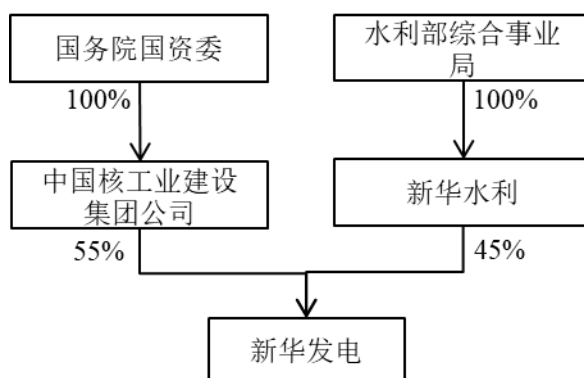 国务院国资委
水利部综合事业
局
100%
100%
中国核工业建设
集团公司
新华水利
55%
45%
新华发电